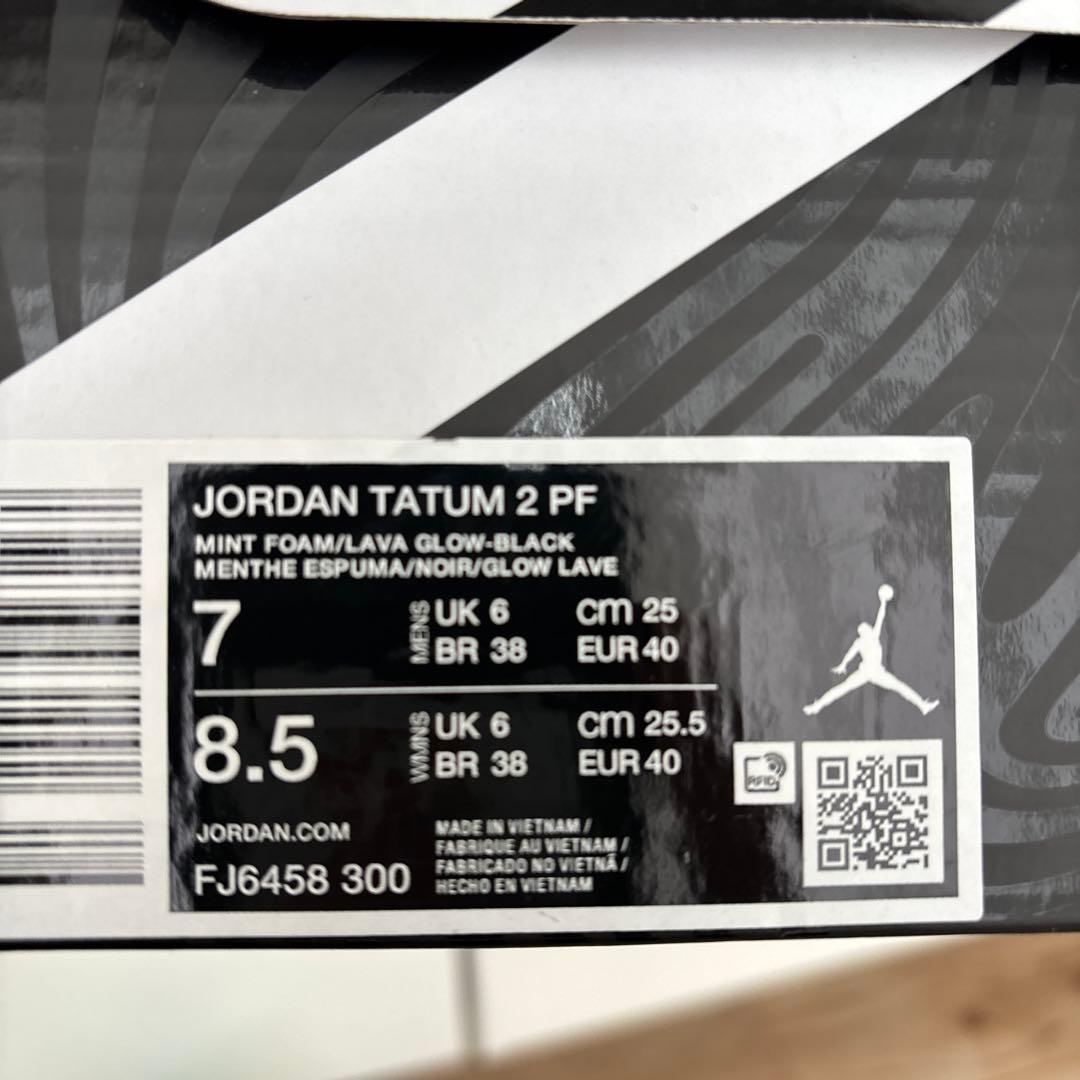 JORDAN TATUM 2 PF
MINT FOAM/LAVA GLOW-BLACK
MENTHE ESPUMA/NOIR/GLOW LAVE
7 MENS UK 6 cm 25
BR 38 EUR 40
8.5 WMNS UK 6 cm 25.5
BR 38 EUR 40
RFID
JORDAN.COM
FJ6458 300
MADE IN VIETNAM /
FABRIQUE AU VIETNAM /
FABRICADO NO VIETNÃ /
HECHO EN VIETNAM